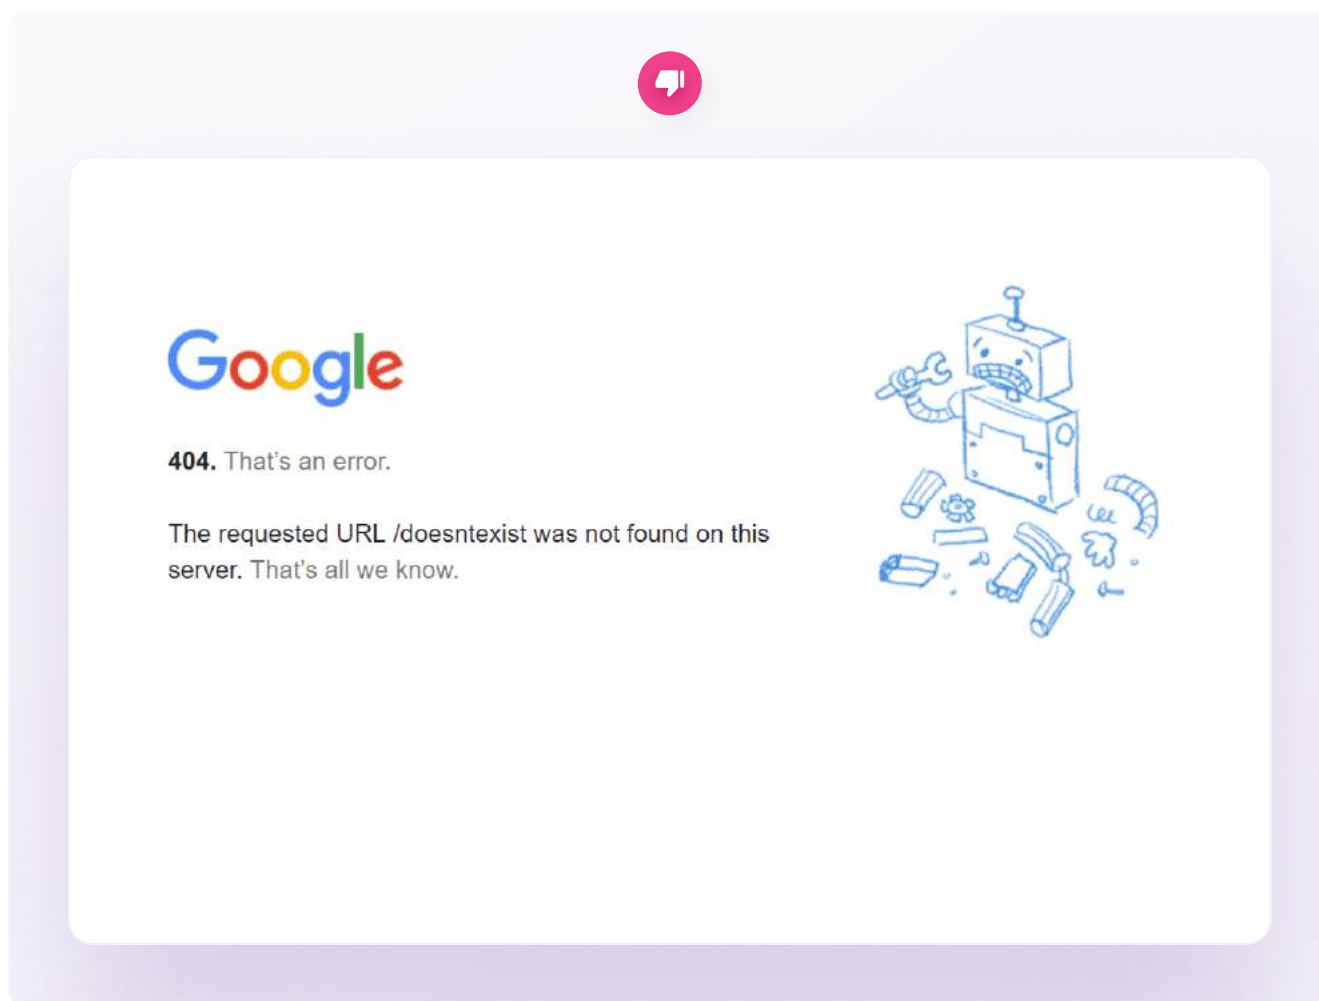 Google
404. That's an error.
The requested URL /doesntexist was not found on this
server. That's all we know.